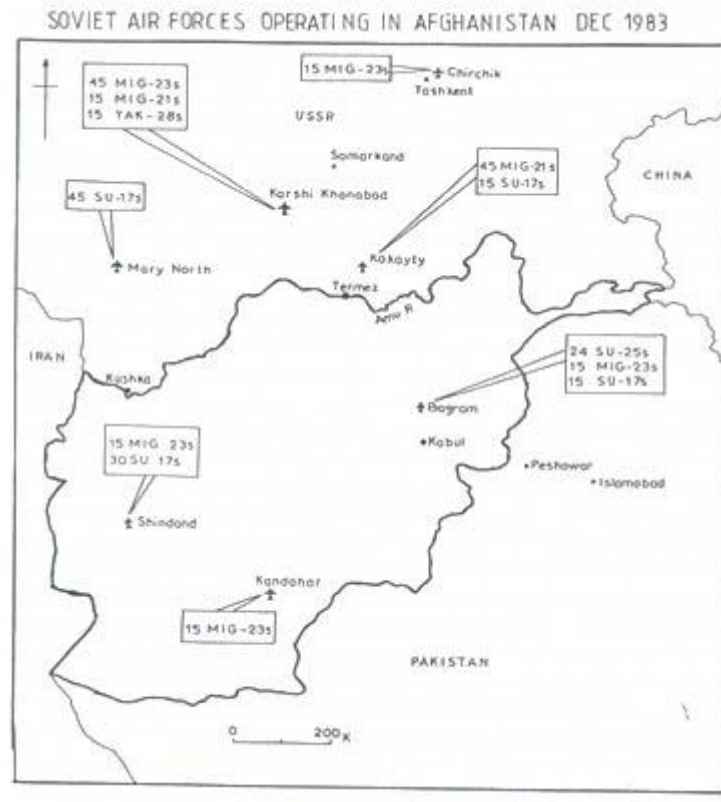 SOVIET AIR FORCES OPERATING IN AFGHANISTAN DEC 1983
15 MIG-23s
Chirchik
Tashkent
45 MIG-23s
15 MIG-21s
15 YAK-28s
USSR
Samarkand
45 MIG-21s
15 SU-17s
CHINA
Karshi Khanabad
45 SU-17s
Mary North
Kakayty
Termez
Amu R
IRAN
Kushka
24 SU-25s
15 MIG-23s
15 SU-17s
Bagram
Kabul
15 MIG 23s
30 SU 17s
Peshawar
Islamabad
Shindand
Kandahar
15 MIG-23s
PAKISTAN
0 200K